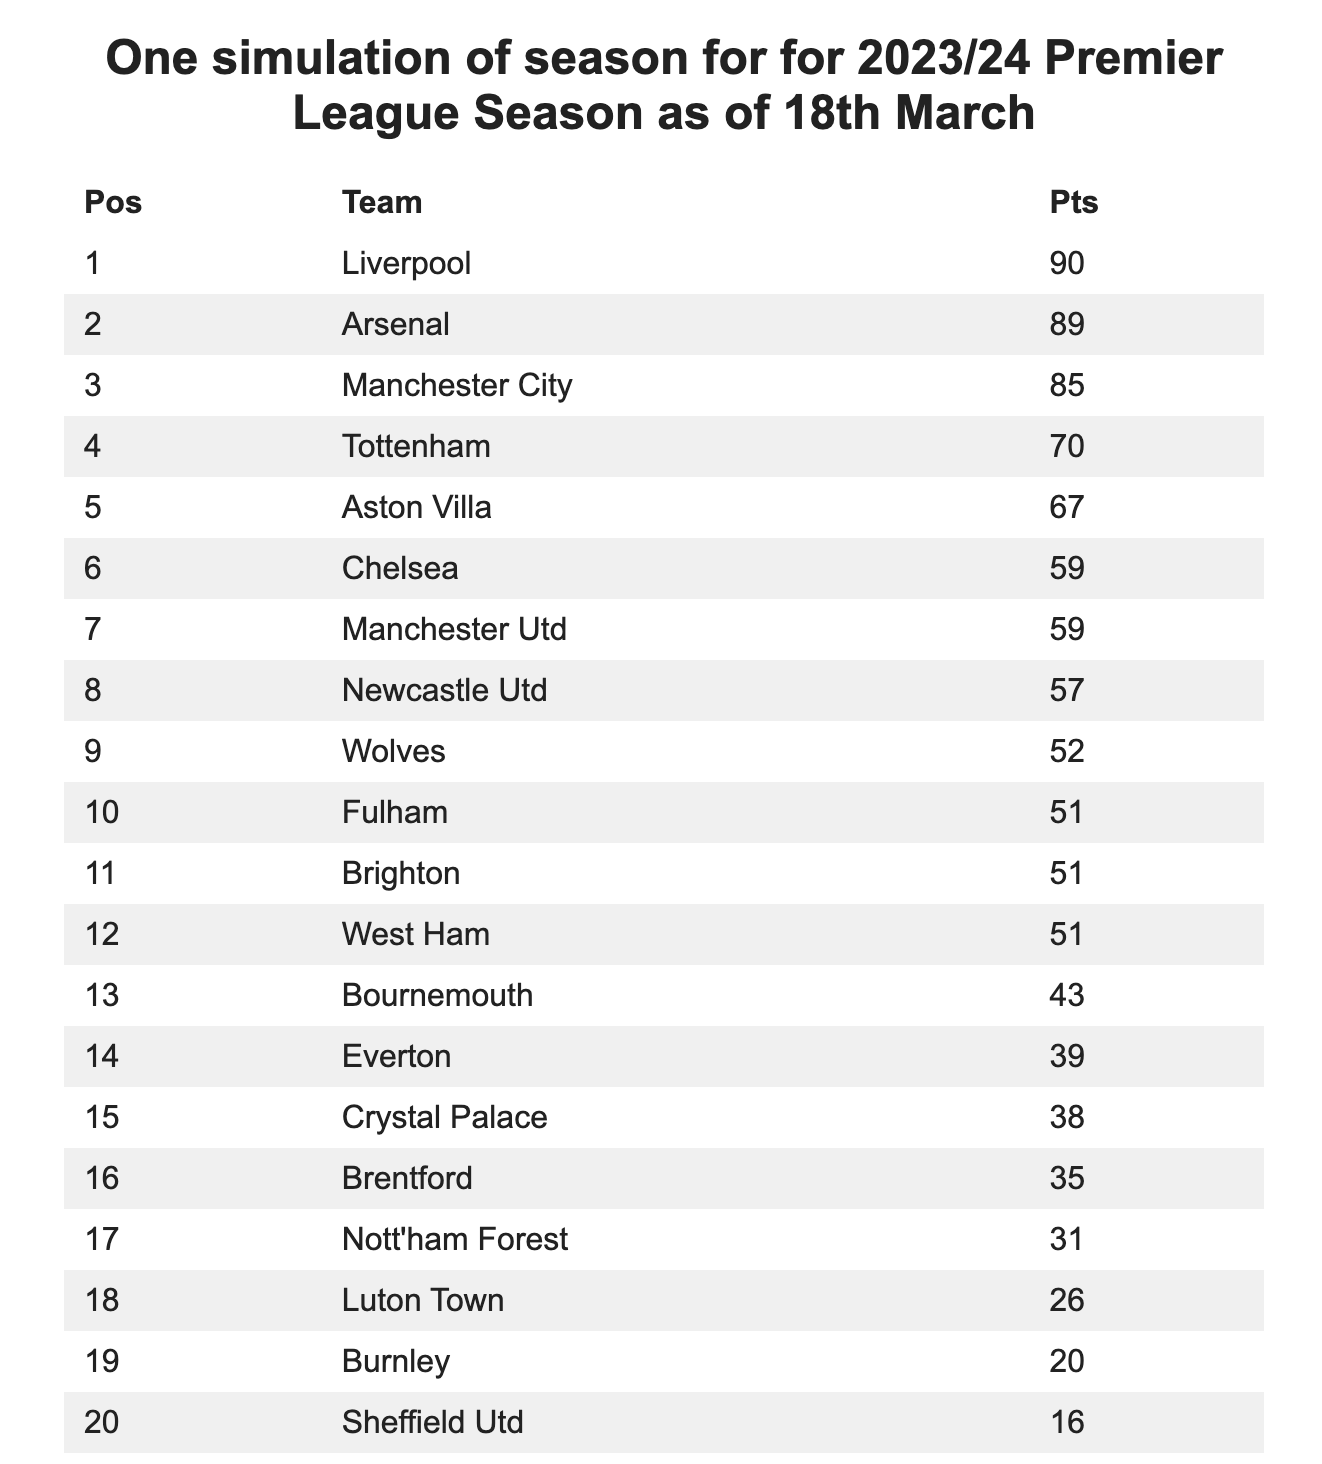 One simulation of season for for 2023/24 Premier
League Season as of 18th March
Pos Team Pts
1 Liverpool 90
2 Arsenal 89
3 Manchester City 85
4 Tottenham 70
5 Aston Villa 67
6 Chelsea 59
7 Manchester Utd 59
8 Newcastle Utd 57
9 Wolves 52
10 Fulham 51
11 Brighton 51
12 West Ham 51
13 Bournemouth 43
14 Everton 39
15 Crystal Palace 38
16 Brentford 35
17 Nott'ham Forest 31
18 Luton Town 26
19 Burnley 20
20 Sheffield Utd 16